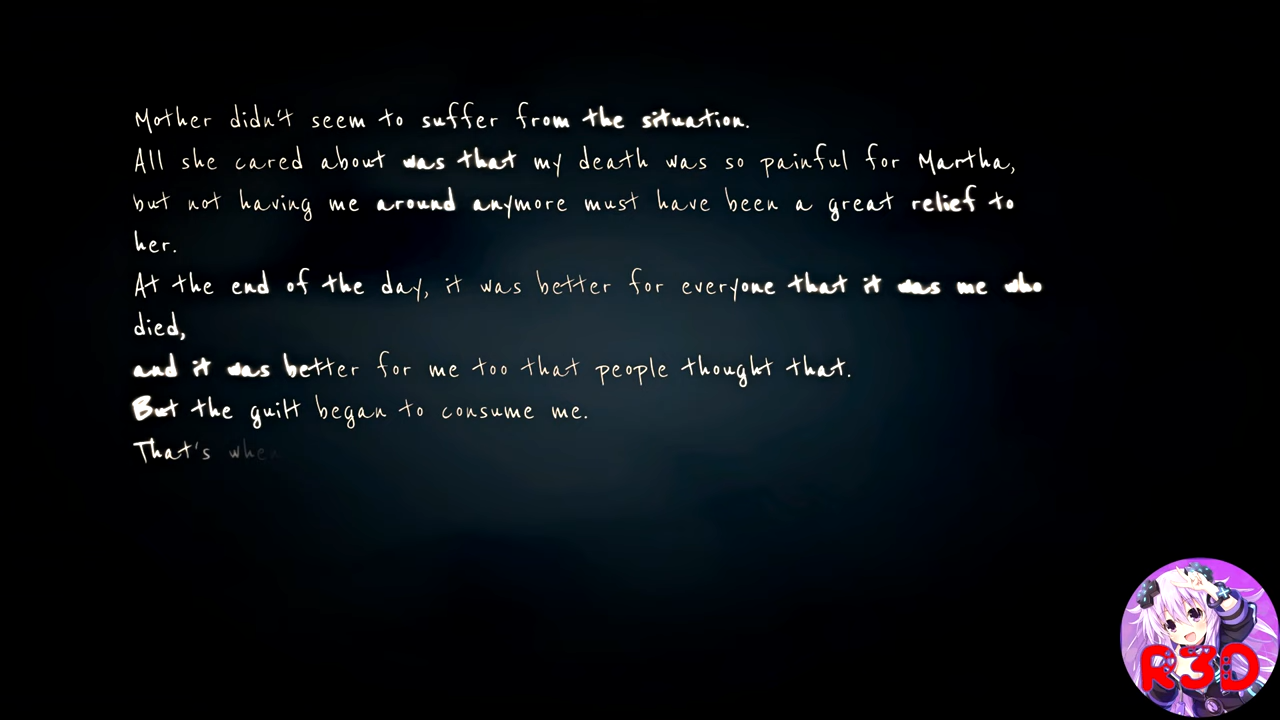 Mother didn't seem to suffer from the situation.
All she cared about was that my death was so painful for Martha,
but not having me around anymore must have been a great relief to
her.
At the end of the day, it was better for everyone that it was me who
died,
and it was better for me too that people thought that.
But the guilt began to consume me.
That's when
R3D